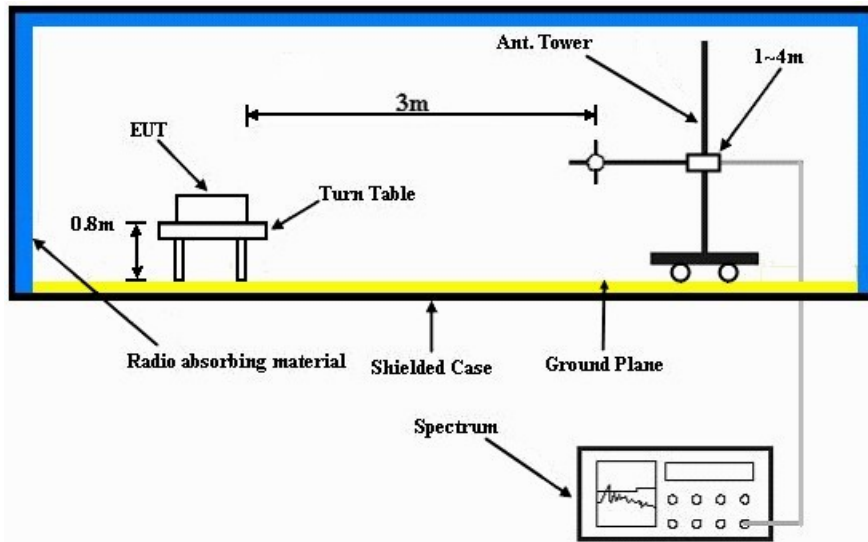 Ant. Tower
1~4m
3m
EUT
Turn Table
0.8m
Radio absorbing material
Shielded Case
Ground Plane
Spectrum